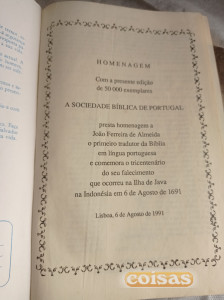 HOMENAGEM
Com a presente edição
de 50 000 exemplares
A SOCIEDADE BÍBLICA DE PORTUGAL
presta homenagem a
João Ferreira de Almeida
o primeiro tradutor da Bíblia
em língua portuguesa
e comemora o tricentenário
do seu falecimento
que ocorreu na Ilha de Java
na Indonésia em 6 de Agosto de 1691
Lisboa, 6 de Agosto de 1991
coisas